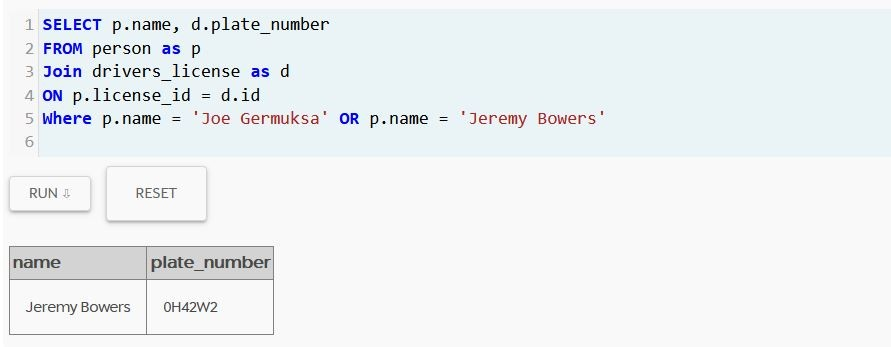 1 SELECT p.name, d.plate_number
2 FROM person as p
3 Join drivers_license as d
4 ON p.license_id = d.id
5 Where p.name = 'Joe Germuksa' OR p.name = 'Jeremy Bowers'
6
RUN ⇩ RESET
name plate_number
Jeremy Bowers 0H42W2